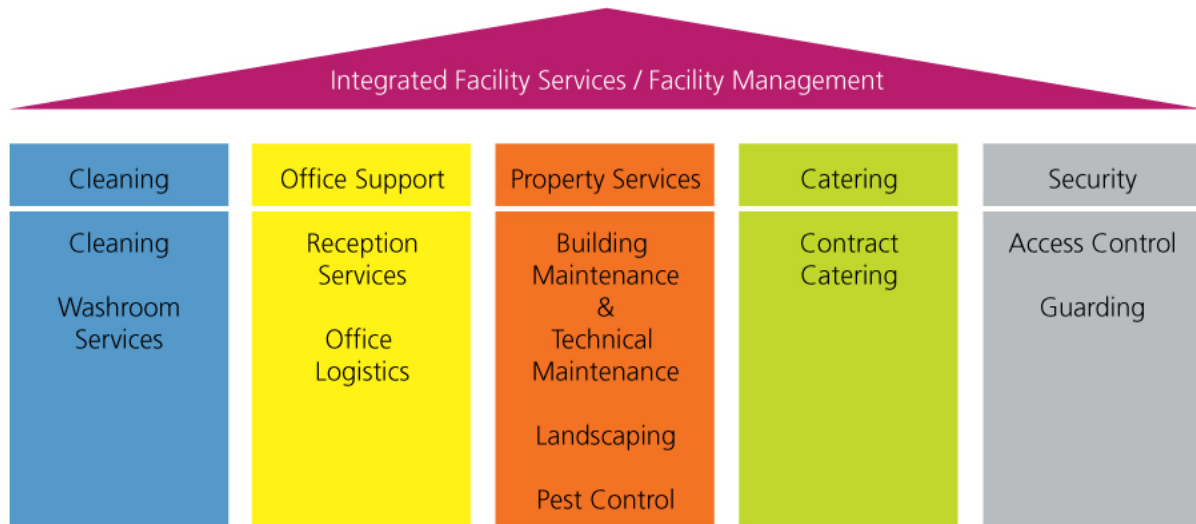 Integrated Facility Services / Facility Management
Cleaning
Office Support
Property Services
Catering
Security
Cleaning
Washroom
Services
Reception
Services
Office
Logistics
Building
Maintenance
&
Technical
Maintenance
Landscaping
Pest Control
Contract
Catering
Access Control
Guarding